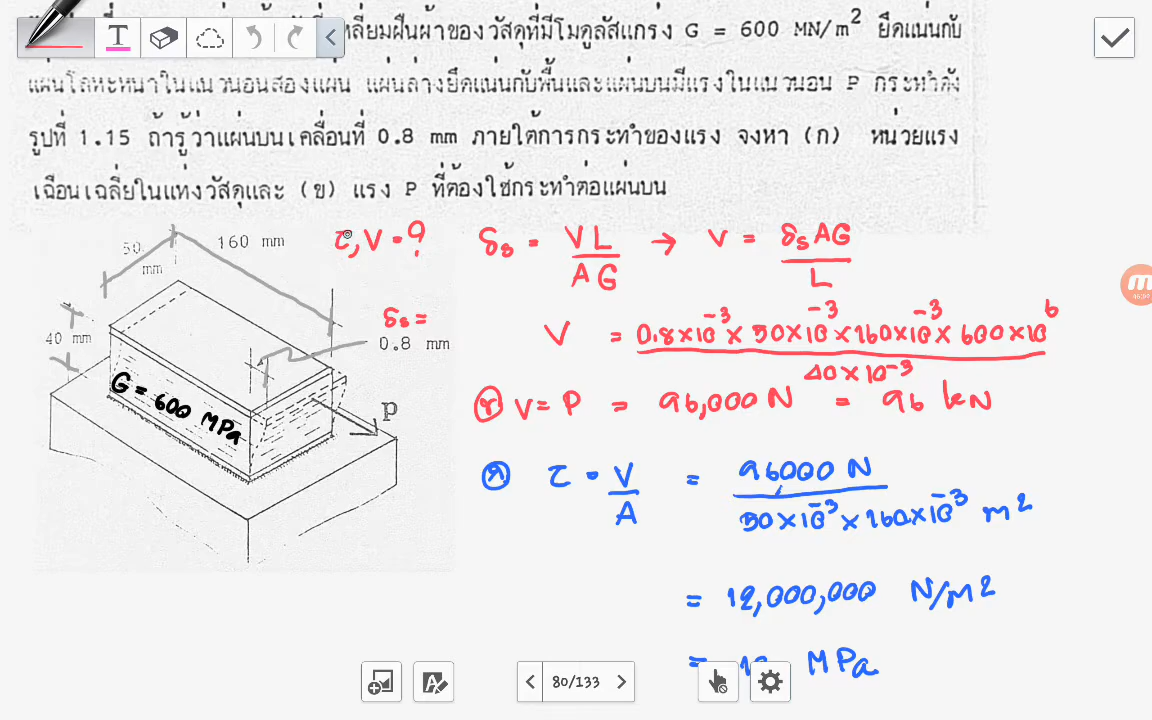 เหลี่ยมผืนผ้าของวัสดุที่มีโมดูลัสแกร่ง G = 600 MN/m² ยึดแน่นกับ
แผ่นโลหะหนาในแนวนอนสองแผ่น แผ่นล่างยึดแน่นกับพื้นและแผ่นบนมีแรงในแนวนอน P กระทำดัง
รูปที่ 1.15 ถ้ารู้ว่าแผ่นบนเคลื่อนที่ 0.8 mm ภายใต้การกระทำของแรง จงหา (ก) หน่วยแรง
เฉือนเฉลี่ยในแท่งวัสดุและ (ข) แรง P ที่ต้องใช้กระทำต่อแผ่นบน
50 mm
160 mm
40 mm
δs =
0.8 mm
G = 600 MPa
P
τ, V = ?
δs = VL / AG → V = δs AG / L
V = 0.8×10⁻³ × 50×10⁻³ × 160×10⁻³ × 600×10⁶ / 40×10⁻³
ข V = P = 96,000 N = 96 kN
ก τ = V / A = 96000 N / 50×10⁻³ × 160×10⁻³ m²
= 12,000,000 N/m²
= MPa
T
80/133